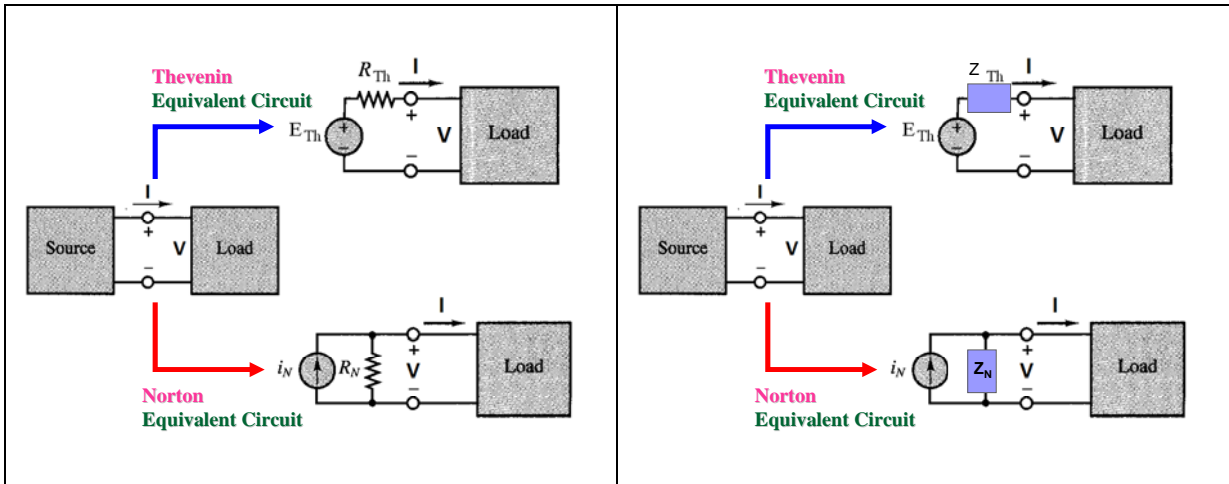 Thevenin
Equivalent Circuit
R Th
I
E Th
+
−
+
V
−
Load
I
Source
+
V
−
Load
I
i N
R N
+
V
−
Load
Norton
Equivalent Circuit
Thevenin
Equivalent Circuit
Z Th
I
E Th
+
−
+
V
−
Load
I
Source
+
V
−
Load
I
i N
Z N
+
V
−
Load
Norton
Equivalent Circuit